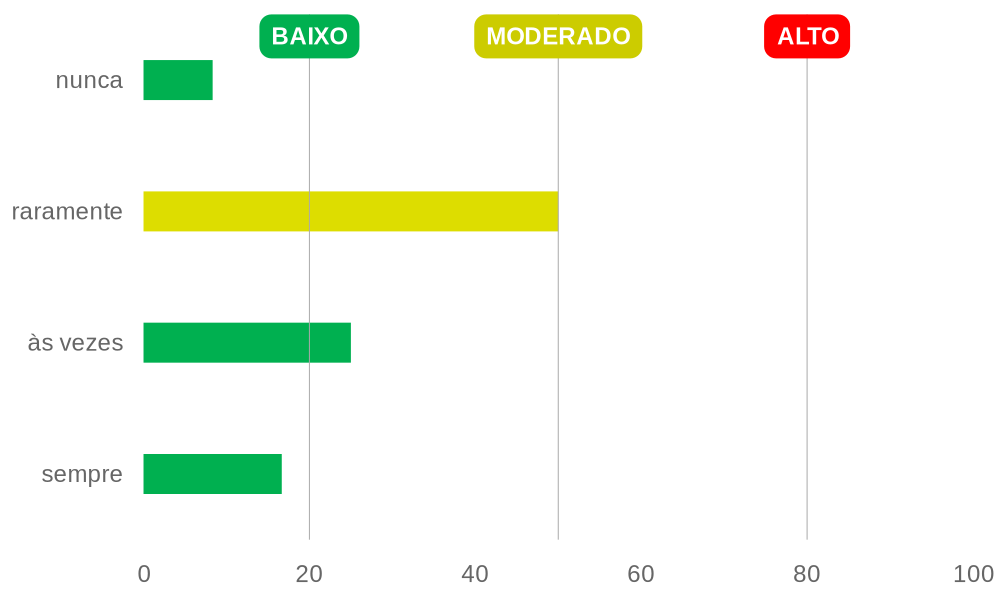 BAIXO MODERADO ALTO
nunca
raramente
às vezes
sempre
0 20 40 60 80 100